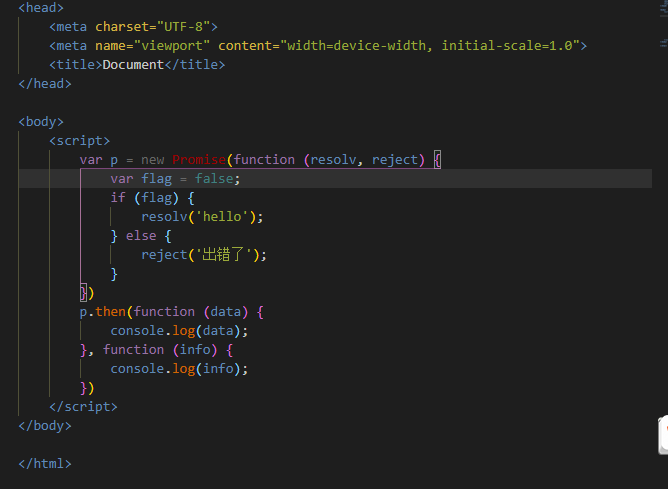 <head>
<meta charset="UTF-8">
<meta name="viewport" content="width=device-width, initial-scale=1.0">
<title>Document</title>
</head>
<body>
<script>
var p = new Promise(function (resolv, reject) {
var flag = false;
if (flag) {
resolv('hello');
} else {
reject('出错了');
}
})
p.then(function (data) {
console.log(data);
}, function (info) {
console.log(info);
})
</script>
</body>
</html>